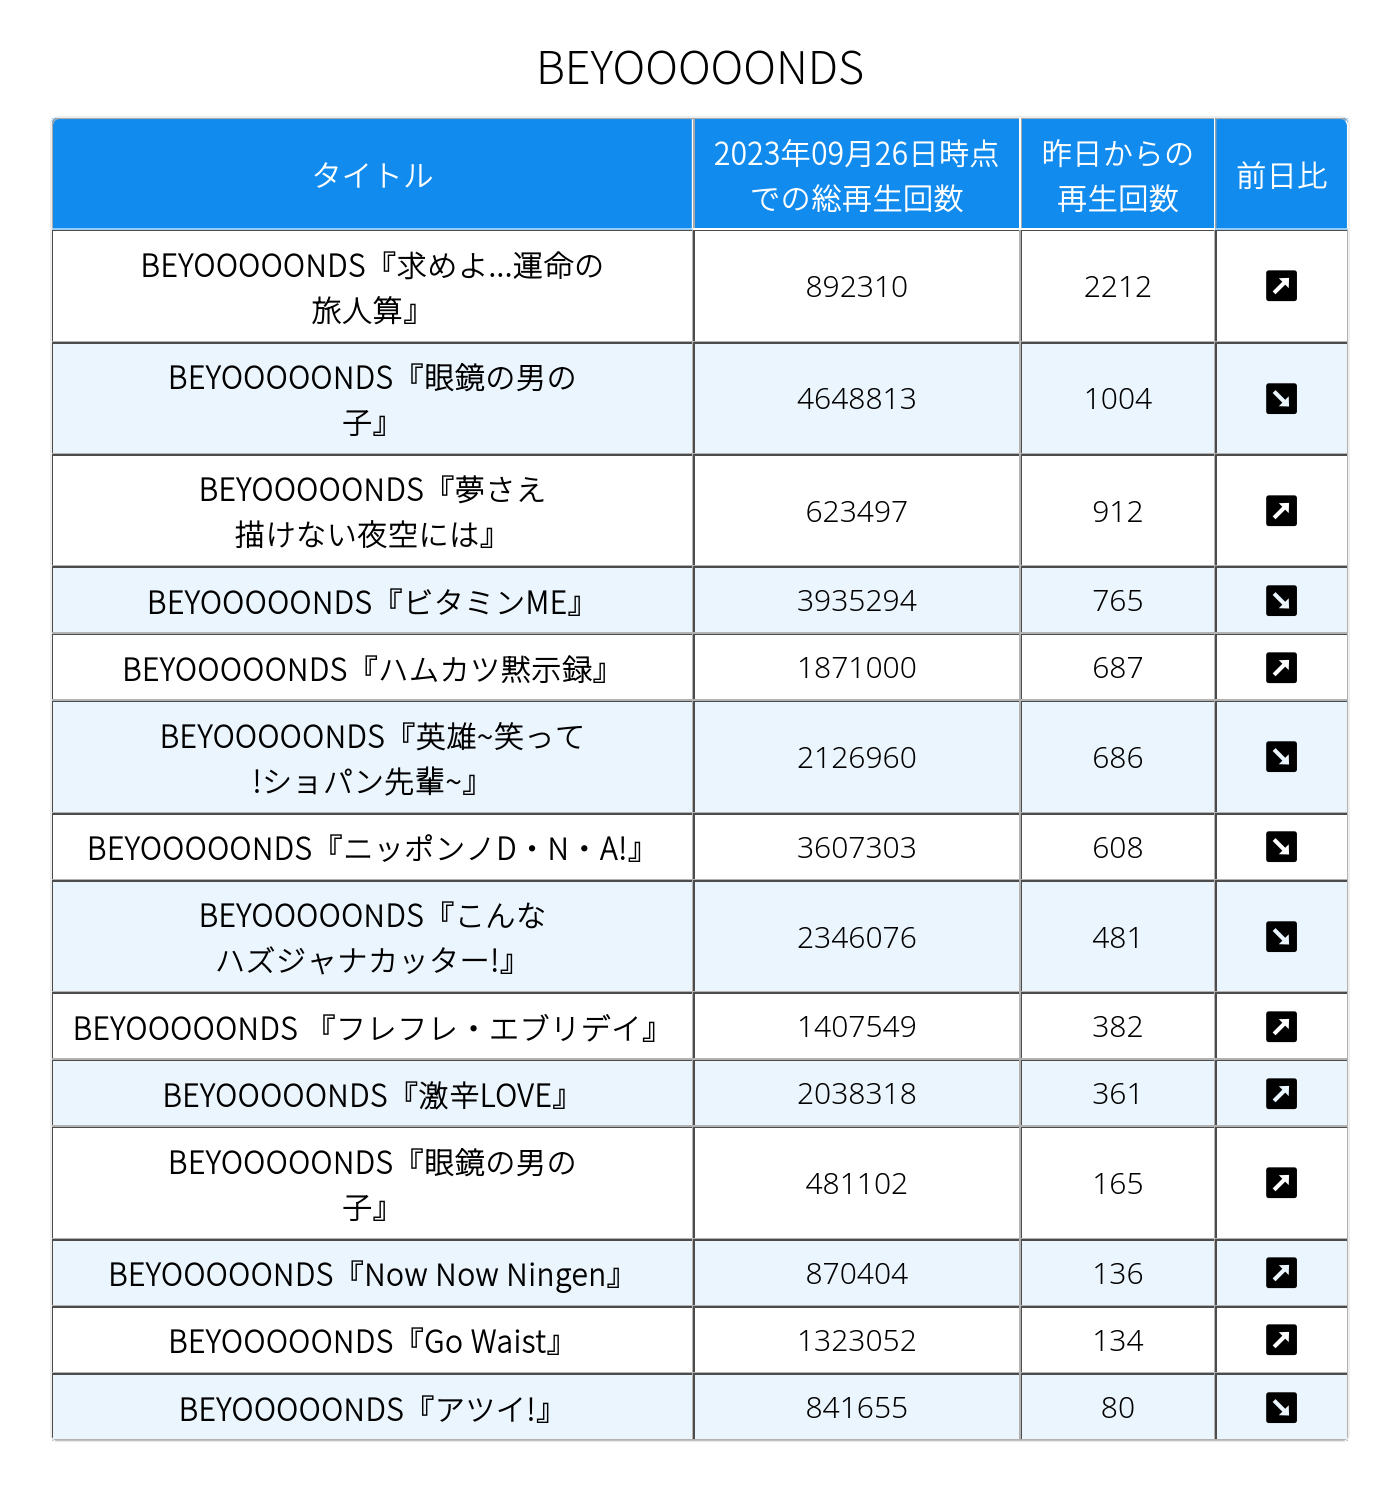 BEYOOOOONDS
タイトル
2023年09月26日時点
での総再生回数
昨日からの
再生回数
前日比
BEYOOOOONDS『求めよ...運命の
旅人算』
892310
2212
BEYOOOOONDS『眼鏡の男の
子』
4648813
1004
BEYOOOOONDS『夢さえ
描けない夜空には』
623497
912
BEYOOOOONDS『ビタミンME』
3935294
765
BEYOOOOONDS『ハムカツ黙示録』
1871000
687
BEYOOOOONDS『英雄~笑って
!ショパン先輩~』
2126960
686
BEYOOOOONDS『ニッポンノD・N・A!』
3607303
608
BEYOOOOONDS『こんな
ハズジャナカッター!』
2346076
481
BEYOOOOONDS 『フレフレ・エブリデイ』
1407549
382
BEYOOOOONDS『激辛LOVE』
2038318
361
BEYOOOOONDS『眼鏡の男の
子』
481102
165
BEYOOOOONDS『Now Now Ningen』
870404
136
BEYOOOOONDS『Go Waist』
1323052
134
BEYOOOOONDS『アツイ!』
841655
80